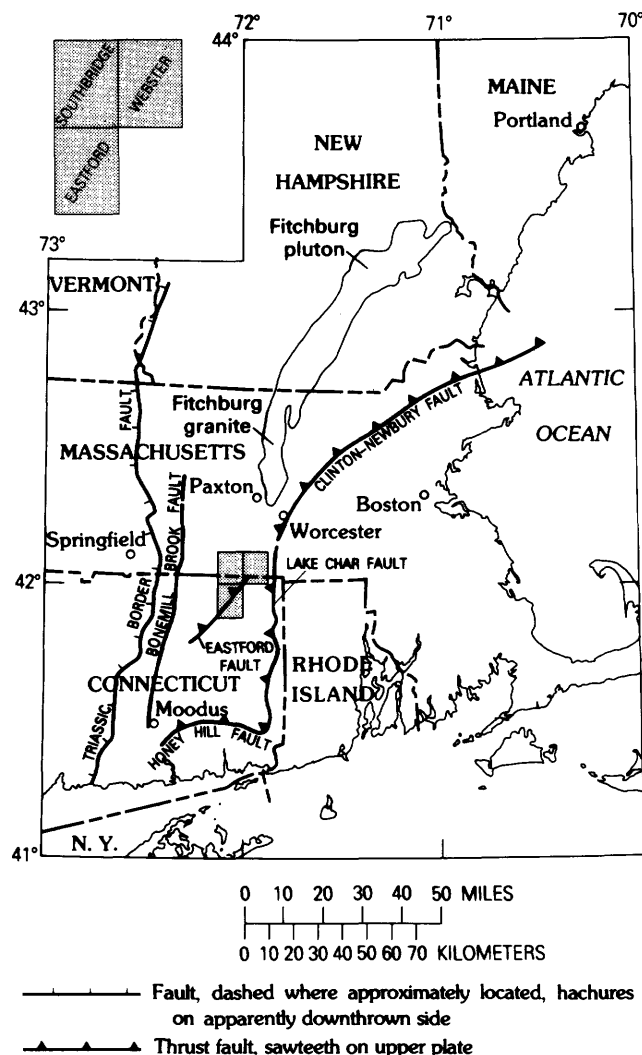 72°
71°
70°
44°
SOUTHBRIDGE
WEBSTER
EASTFORD
MAINE
Portland
NEW
HAMPSHIRE
Fitchburg
pluton
73°
VERMONT
43°
ATLANTIC
OCEAN
FAULT
Fitchburg
granite
MASSACHUSETTS
CLINTON-NEWBURY FAULT
Paxton
Boston
Worcester
Springfield
42°
LAKE CHAR FAULT
BORDER
BONEMILL BROOK FAULT
EASTFORD
FAULT
RHODE
ISLAND
CONNECTICUT
Moodus
TRIASSIC
HONEY HILL FAULT
N. Y.
41°
0 10 20 30 40 50 MILES
0 10 20 30 40 50 60 70 KILOMETERS
Fault, dashed where approximately located, hachures
on apparently downthrown side
Thrust fault, sawteeth on upper plate